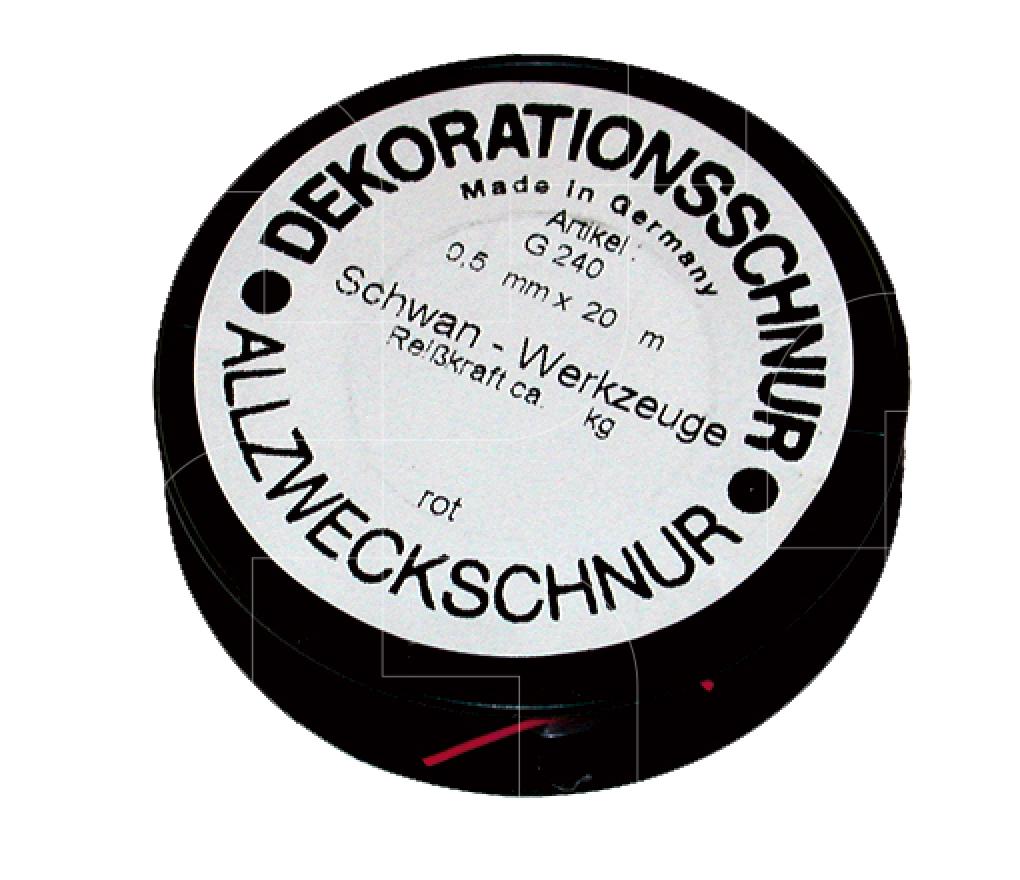 DEKORATIONSSCHNUR
Made in Germany
Artikel :
G 240
0,5 mm x 20 m
Schwan - Werkzeuge
Reißkraft ca. kg
rot
ALLZWECKSCHNUR